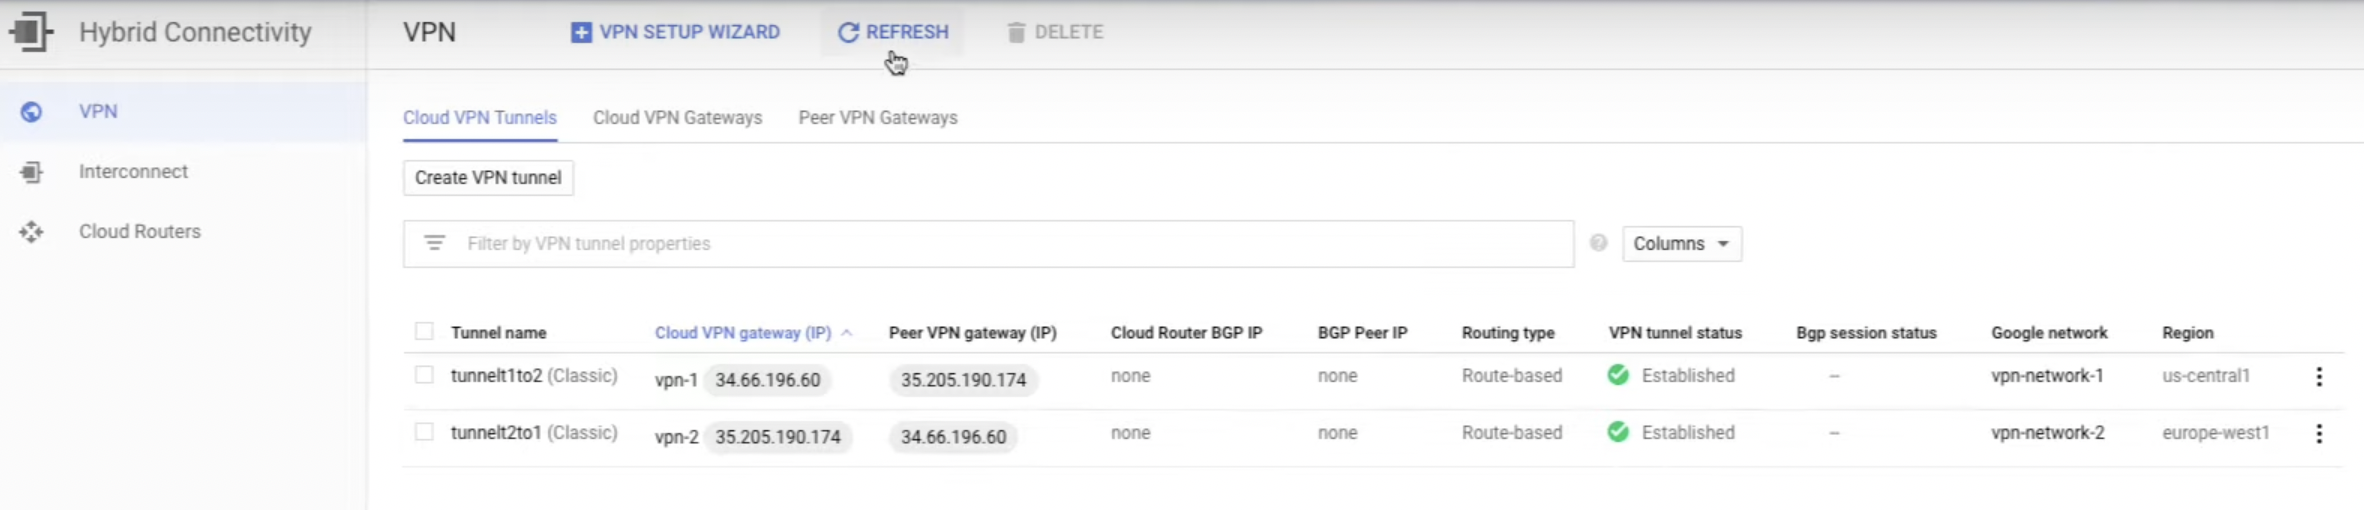 Hybrid Connectivity
VPN VPN SETUP WIZARD REFRESH DELETE
VPN
Interconnect
Cloud Routers
Cloud VPN Tunnels Cloud VPN Gateways Peer VPN Gateways
Create VPN tunnel
Filter by VPN tunnel properties ? Columns
Tunnel name Cloud VPN gateway (IP) Peer VPN gateway (IP) Cloud Router BGP IP BGP Peer IP Routing type VPN tunnel status Bgp session status Google network Region
tunnelt1to2 (Classic) vpn-1 34.66.196.60 35.205.190.174 none none Route-based Established – vpn-network-1 us-central1
tunnelt2to1 (Classic) vpn-2 35.205.190.174 34.66.196.60 none none Route-based Established – vpn-network-2 europe-west1